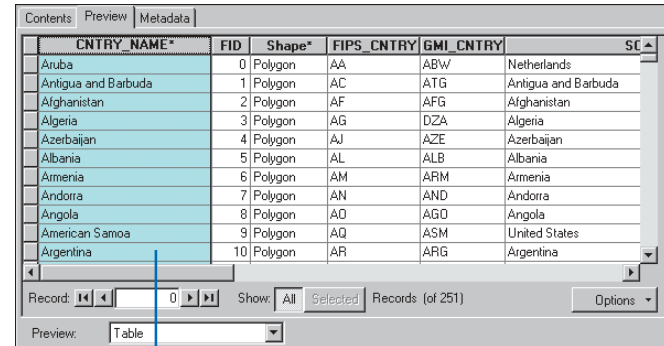 Contents Preview Metadata
CNTRY_NAME* FID Shape* FIPS_CNTRY GMI_CNTRY SC
Aruba 0 Polygon AA ABW Netherlands
Antigua and Barbuda 1 Polygon AC ATG Antigua and Barbuda
Afghanistan 2 Polygon AF AFG Afghanistan
Algeria 3 Polygon AG DZA Algeria
Azerbaijan 4 Polygon AJ AZE Azerbaijan
Albania 5 Polygon AL ALB Albania
Armenia 6 Polygon AM ARM Armenia
Andorra 7 Polygon AN AND Andorra
Angola 8 Polygon AO AGO Angola
American Samoa 9 Polygon AQ ASM United States
Argentina 10 Polygon AR ARG Argentina
Record: 0 Show: All Selected Records (of 251) Options
Preview: Table